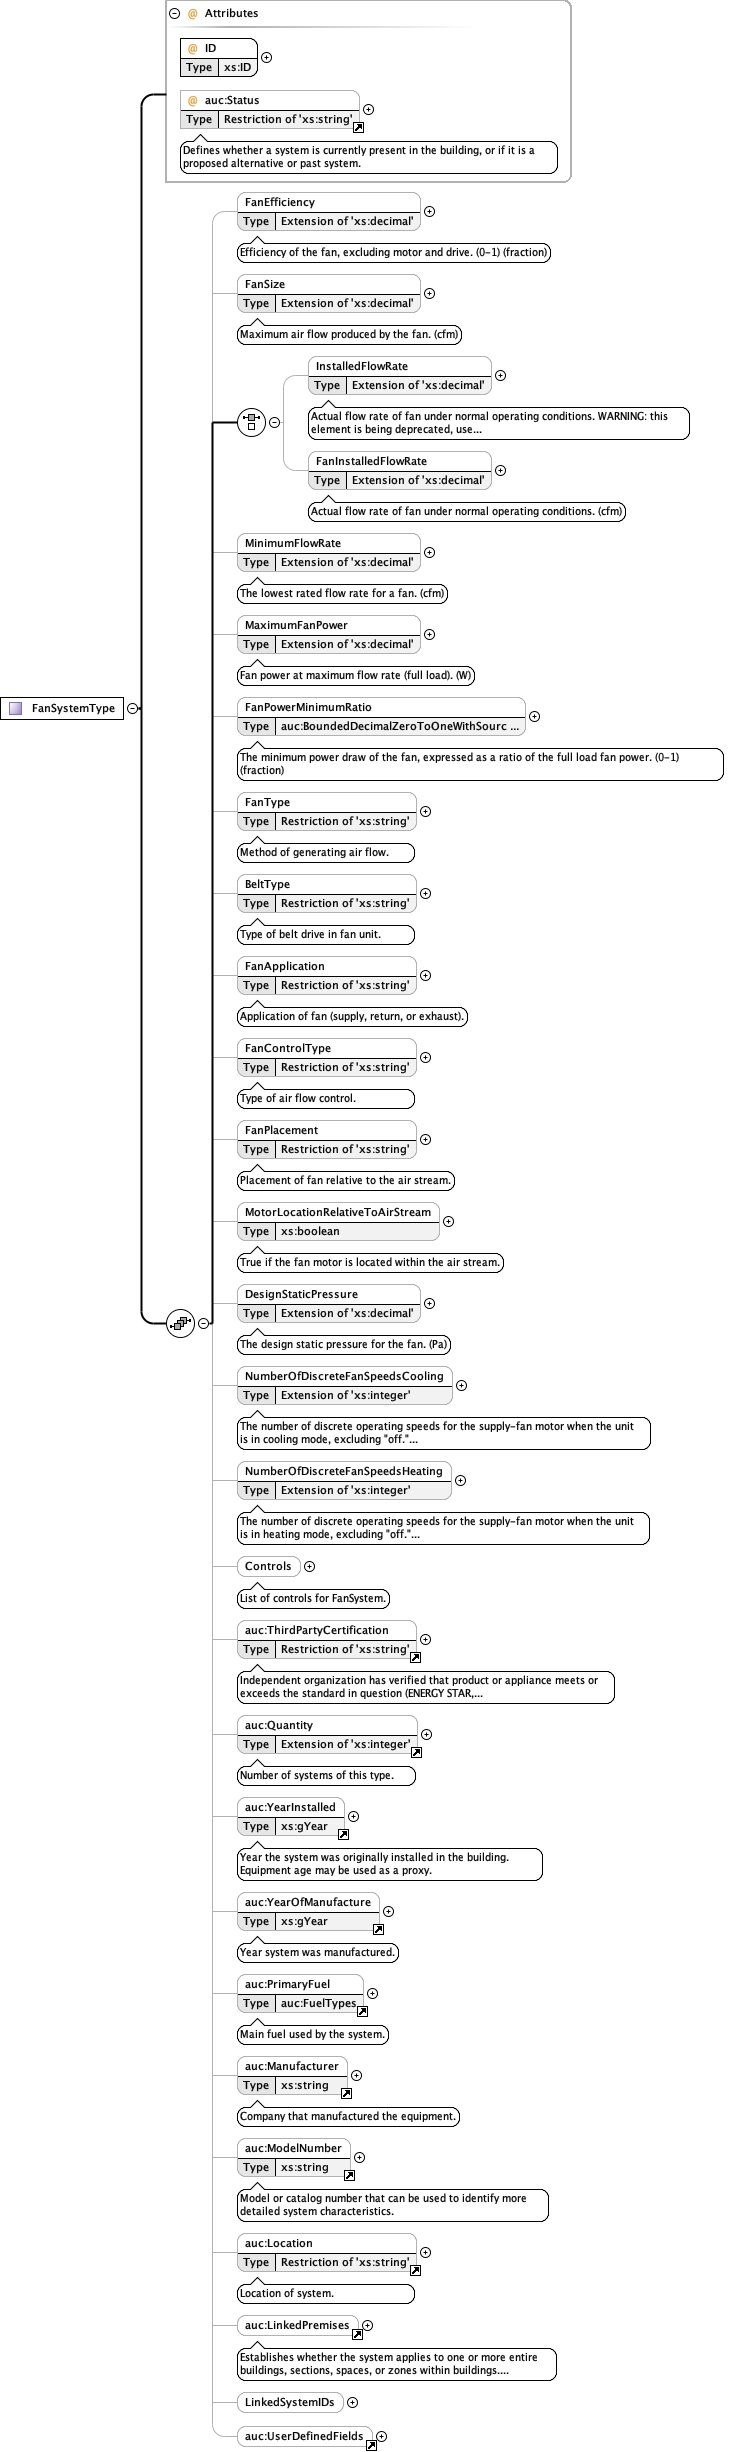 @ Attributes
@ ID
Type xs:ID
@ auc:Status
Type Restriction of 'xs:string'
Defines whether a system is currently present in the building, or if it is a
proposed alternative or past system.
FanEfficiency
Type Extension of 'xs:decimal'
Efficiency of the fan, excluding motor and drive. (0-1) (fraction)
FanSize
Type Extension of 'xs:decimal'
Maximum air flow produced by the fan. (cfm)
InstalledFlowRate
Type Extension of 'xs:decimal'
Actual flow rate of fan under normal operating conditions. WARNING: this
element is being deprecated, use...
FanInstalledFlowRate
Type Extension of 'xs:decimal'
Actual flow rate of fan under normal operating conditions. (cfm)
MinimumFlowRate
Type Extension of 'xs:decimal'
The lowest rated flow rate for a fan. (cfm)
MaximumFanPower
Type Extension of 'xs:decimal'
Fan power at maximum flow rate (full load). (W)
FanSystemType
FanPowerMinimumRatio
Type auc:BoundedDecimalZeroToOneWithSourc ...
The minimum power draw of the fan, expressed as a ratio of the full load fan power. (0-1)
(fraction)
FanType
Type Restriction of 'xs:string'
Method of generating air flow.
BeltType
Type Restriction of 'xs:string'
Type of belt drive in fan unit.
FanApplication
Type Restriction of 'xs:string'
Application of fan (supply, return, or exhaust).
FanControlType
Type Restriction of 'xs:string'
Type of air flow control.
FanPlacement
Type Restriction of 'xs:string'
Placement of fan relative to the air stream.
MotorLocationRelativeToAirStream
Type xs:boolean
True if the fan motor is located within the air stream.
DesignStaticPressure
Type Extension of 'xs:decimal'
The design static pressure for the fan. (Pa)
NumberOfDiscreteFanSpeedsCooling
Type Extension of 'xs:integer'
The number of discrete operating speeds for the supply-fan motor when the unit
is in cooling mode, excluding "off."...
NumberOfDiscreteFanSpeedsHeating
Type Extension of 'xs:integer'
The number of discrete operating speeds for the supply-fan motor when the unit
is in heating mode, excluding "off."...
Controls
List of controls for FanSystem.
auc:ThirdPartyCertification
Type Restriction of 'xs:string'
Independent organization has verified that product or appliance meets or
exceeds the standard in question (ENERGY STAR,...
auc:Quantity
Type Extension of 'xs:integer'
Number of systems of this type.
auc:YearInstalled
Type xs:gYear
Year the system was originally installed in the building.
Equipment age may be used as a proxy.
auc:YearOfManufacture
Type xs:gYear
Year system was manufactured.
auc:PrimaryFuel
Type auc:FuelTypes
Main fuel used by the system.
auc:Manufacturer
Type xs:string
Company that manufactured the equipment.
auc:ModelNumber
Type xs:string
Model or catalog number that can be used to identify more
detailed system characteristics.
auc:Location
Type Restriction of 'xs:string'
Location of system.
auc:LinkedPremises
Establishes whether the system applies to one or more entire
buildings, sections, spaces, or zones within buildings....
LinkedSystemIDs
auc:UserDefinedFields